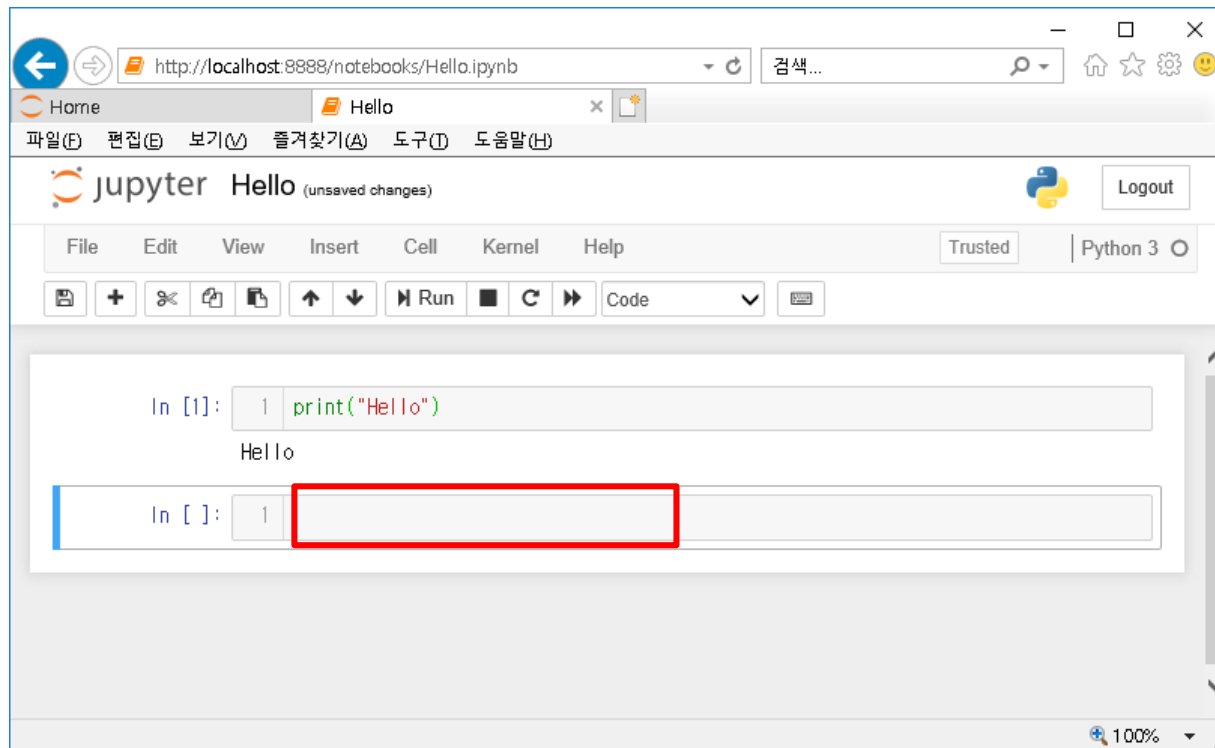 http://localhost:8888/notebooks/Hello.ipynb 검색...
Home Hello
파일(F) 편집(E) 보기(V) 즐겨찾기(A) 도구(T) 도움말(H)
jupyter Hello (unsaved changes) Logout
File Edit View Insert Cell Kernel Help Trusted Python 3
Run Code
In [1]: 1 print("Hello")
Hello
In [ ]: 1
100%